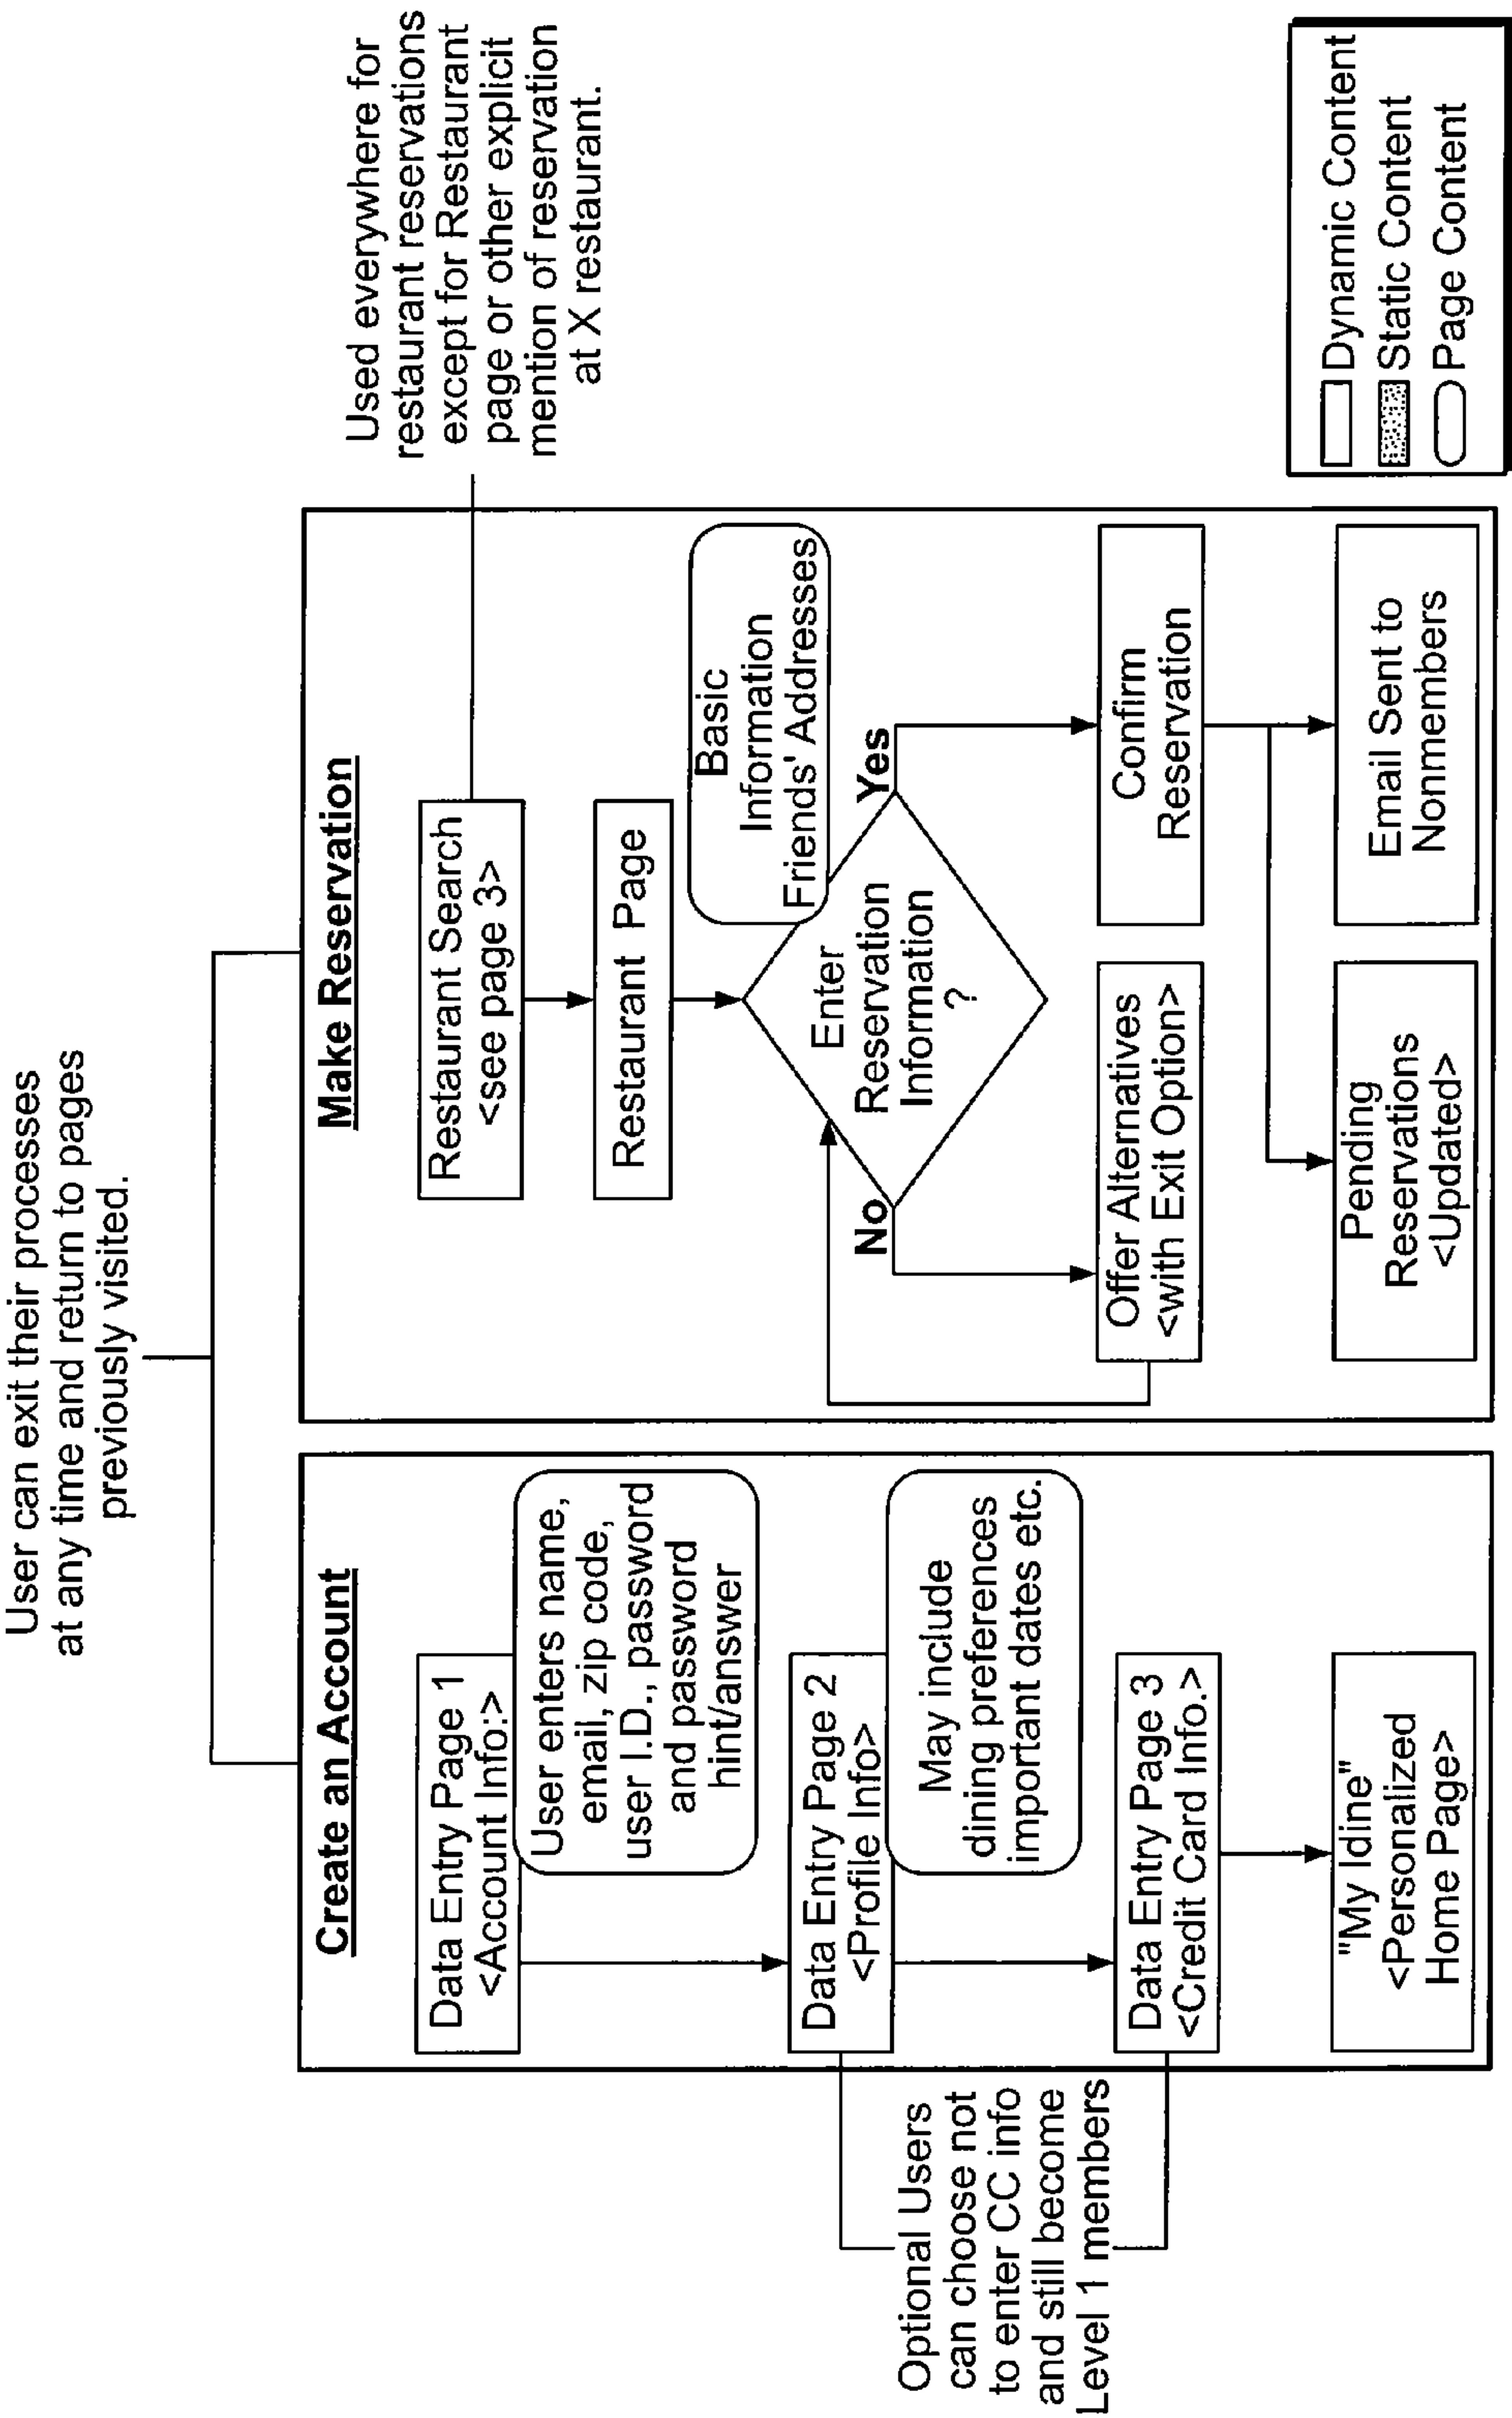 User can exit their processes
at any time and return to pages
previously visited.
Create an Account
Data Entry Page 1
<Account Info:>
User enters name,
email, zip code,
user I.D., password
and password
hint/answer
Data Entry Page 2
<Profile Info>
May include
dining preferences
important dates etc.
Data Entry Page 3
<Credit Card Info.>
"My Idine"
<Personalized
Home Page>
Optional Users
can choose not
to enter CC info
and still become
Level 1 members
Make Reservation
Restaurant Search
<see page 3>
Restaurant Page
Basic
Information
Friends' Addresses
Enter
Reservation
Information
?
No
Yes
Offer Alternatives
<with Exit Option>
Confirm
Reservation
Pending
Reservations
<Updated>
Email Sent to
Nonmembers
Used everywhere for
restaurant reservations
except for Restaurant
page or other explicit
mention of reservation
at X restaurant.
Dynamic Content
Static Content
Page Content